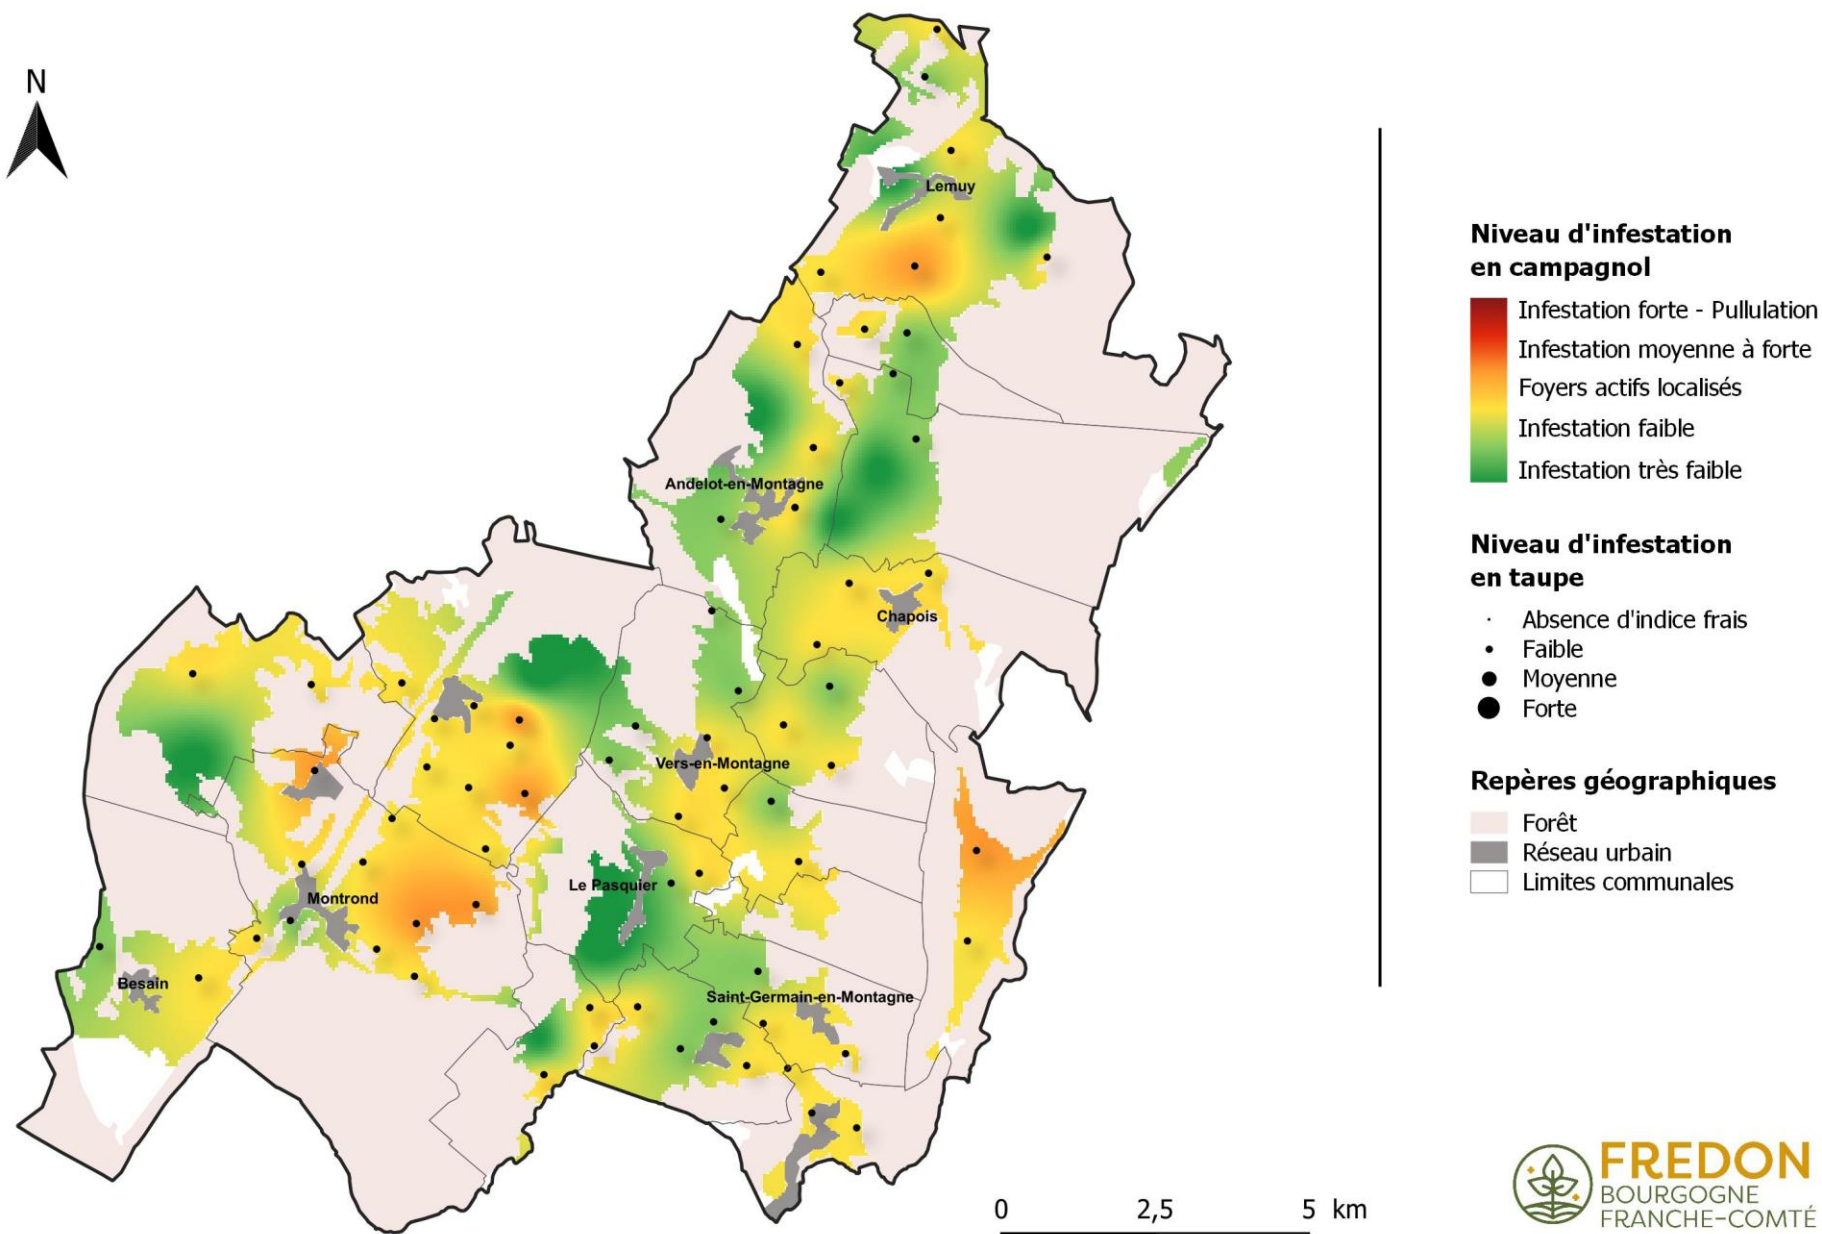 N
Lemuy
Andelot-en-Montagne
Chapois
Vers-en-Montagne
Le Pasquier
Montrond
Besain
Saint-Germain-en-Montagne
0 2,5 5 km
Niveau d'infestation
en campagnol
Infestation forte - Pullulation
Infestation moyenne à forte
Foyers actifs localisés
Infestation faible
Infestation très faible
Niveau d'infestation
en taupe
Absence d'indice frais
Faible
Moyenne
Forte
Repères géographiques
Forêt
Réseau urbain
Limites communales
FREDON
BOURGOGNE
FRANCHE-COMTÉ